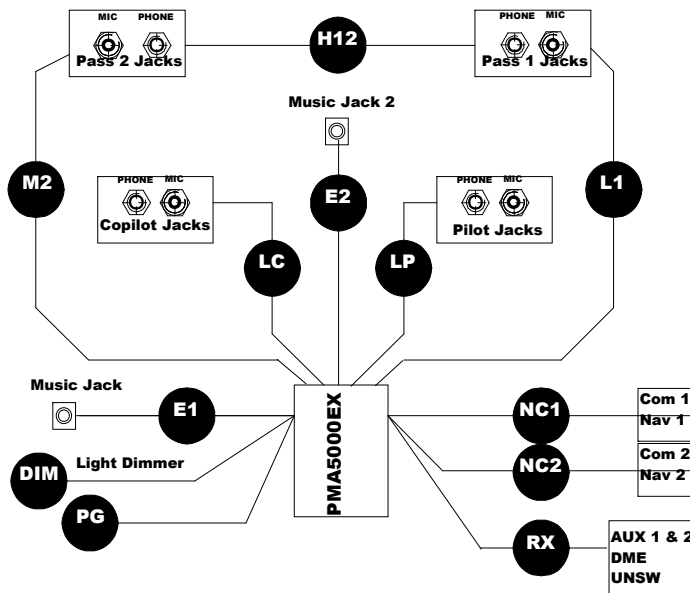 MIC PHONE
Pass 2 Jacks
H12
PHONE MIC
Pass 1 Jacks
Music Jack 2
M2
PHONE MIC
Copilot Jacks
E2
PHONE MIC
Pilot Jacks
L1
LC
LP
Music Jack
E1
PMA5000EX
NC1
Com 1
Nav 1
Light Dimmer
DIM
NC2
Com 2
Nav 2
PG
RX
AUX 1 & 2
DME
UNSW